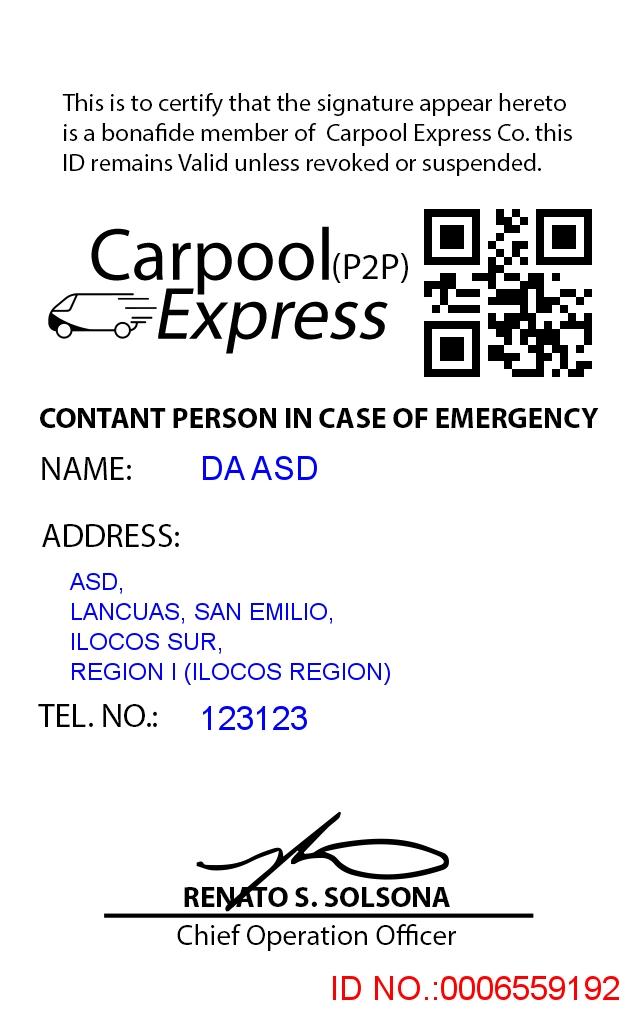 This is to certify that the signature appear hereto
is a bonafide member of Carpool Express Co. this
ID remains Valid unless revoked or suspended.
Carpool(P2P)
Express
CONTANT PERSON IN CASE OF EMERGENCY
NAME: DA ASD
ADDRESS:
ASD,
LANCUAS, SAN EMILIO,
ILOCOS SUR,
REGION I (ILOCOS REGION)
TEL. NO.: 123123
RENATO S. SOLSONA
Chief Operation Officer
ID NO.:0006559192